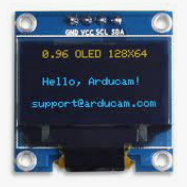 GND VCC SCL SDA
0.96 OLED 128X64
Hello, Arducam!
support@arducam.com